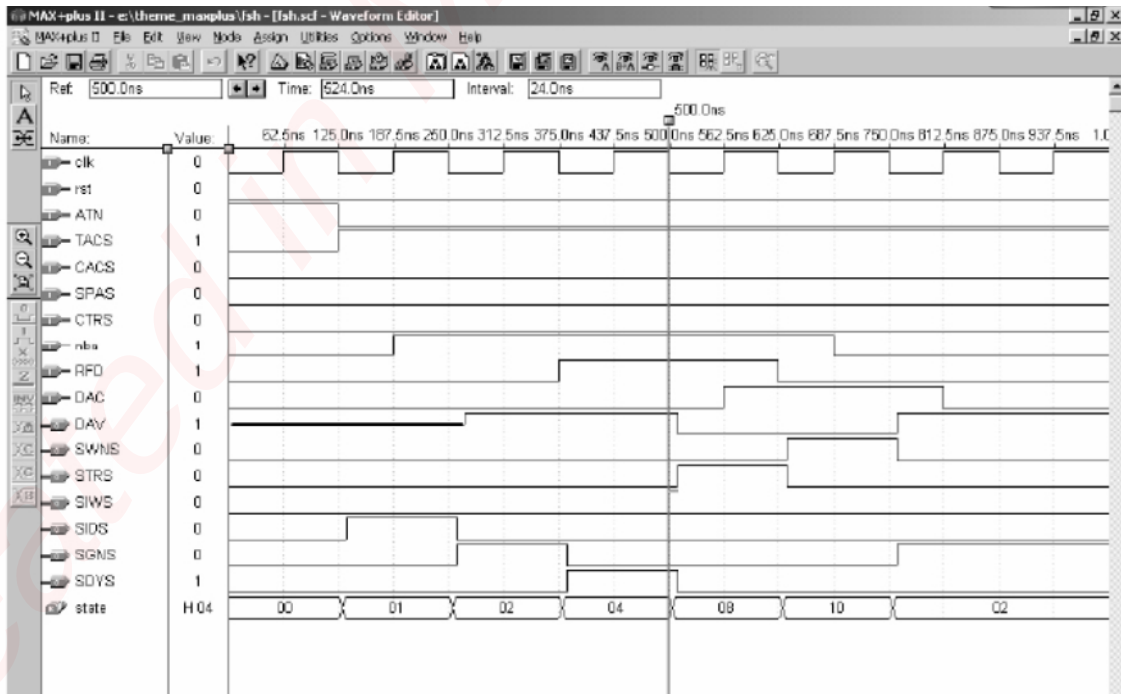 MAX+plus II - e:\theme_maxplus\fsh - [fsh.scf - Waveform Editor]
MAX+plus II File Edit View Node Assign Utilities Options Window Help
Ref: 500.0ns Time: 524.0ns Interval: 24.0ns
500.0ns
Name: Value: 62.5ns 125.0ns 187.5ns 250.0ns 312.5ns 375.0ns 437.5ns 500.0ns 562.5ns 625.0ns 687.5ns 750.0ns 812.5ns 875.0ns 937.5ns 1.0
clk 0
rst 0
ATN 0
TACS 1
CACS 0
SPAS 0
CTRS 0
nba 1
RFD 1
DAC 0
DAV 1
SWNS 0
STRS 0
SIWS 0
SIDS 0
SGNS 0
SDYS 1
state H 04 00 01 02 04 08 10 02